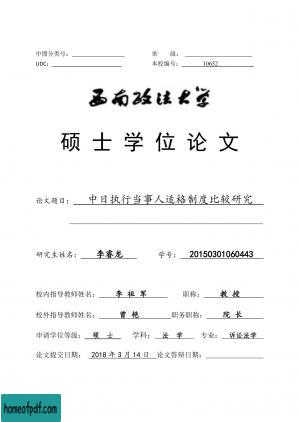 中图分类号： 密 级：
UDC： 本校编号： 10652
西南政法大学
硕士学位论文
论文题目： 中日执行当事人适格制度比较研究
研究生姓名： 李睿龙 学号： 20150301060443
校内指导教师姓名： 李 祖 军 职称： 教 授
校外指导教师姓名： 曾 艳 职务职称： 院 长
申请学位等级： 硕 士 学科： 法 学 专业： 诉讼法学
论文提交日期： 2018 年 3 月 14 日 论文答辩日期：
homeofpdf.com